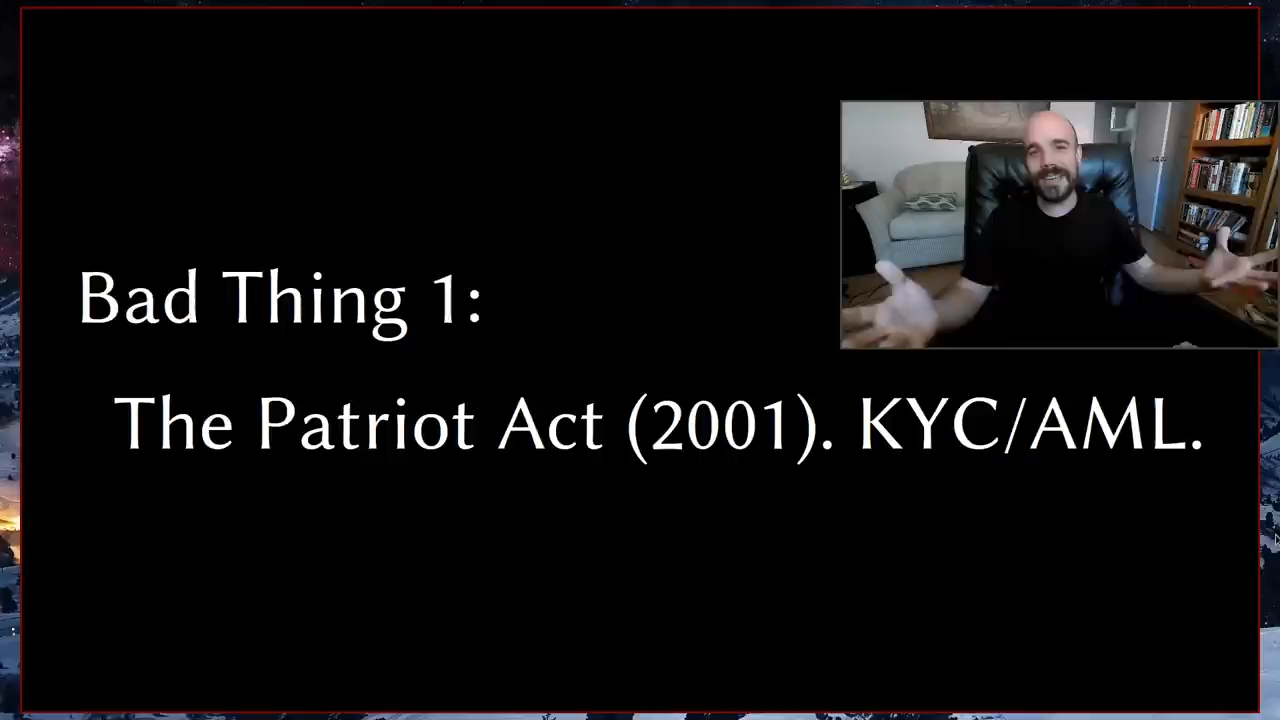 Bad Thing 1:
The Patriot Act (2001). KYC/AML.